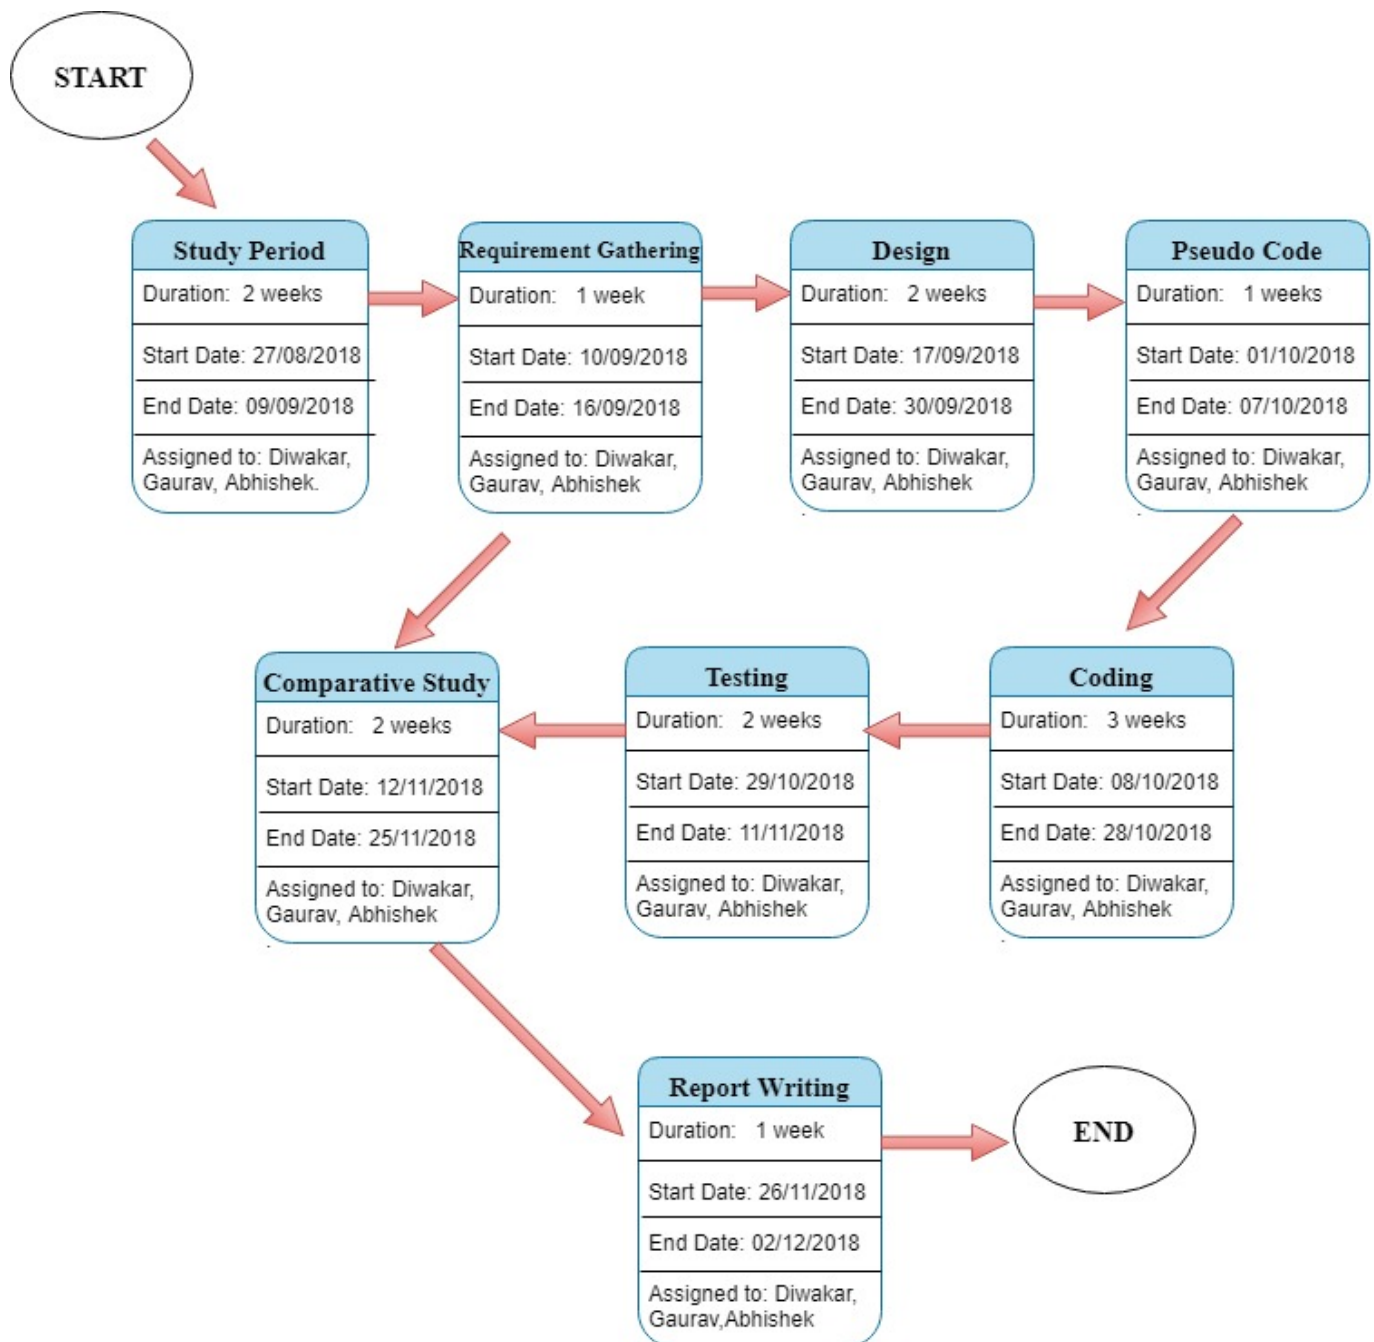 START
Study Period
Duration: 2 weeks
Start Date: 27/08/2018
End Date: 09/09/2018
Assigned to: Diwakar,
Gaurav, Abhishek.
Requirement Gathering
Duration: 1 week
Start Date: 10/09/2018
End Date: 16/09/2018
Assigned to: Diwakar,
Gaurav, Abhishek
Design
Duration: 2 weeks
Start Date: 17/09/2018
End Date: 30/09/2018
Assigned to: Diwakar,
Gaurav, Abhishek
.
Pseudo Code
Duration: 1 weeks
Start Date: 01/10/2018
End Date: 07/10/2018
Assigned to: Diwakar,
Gaurav, Abhishek
.
Coding
Duration: 3 weeks
Start Date: 08/10/2018
End Date: 28/10/2018
Assigned to: Diwakar,
Gaurav, Abhishek
.
Testing
Duration: 2 weeks
Start Date: 29/10/2018
End Date: 11/11/2018
Assigned to: Diwakar,
Gaurav, Abhishek
.
Comparative Study
Duration: 2 weeks
Start Date: 12/11/2018
End Date: 25/11/2018
Assigned to: Diwakar,
Gaurav, Abhishek
.
Report Writing
Duration: 1 week
Start Date: 26/11/2018
End Date: 02/12/2018
Assigned to: Diwakar,
Gaurav,Abhishek
END